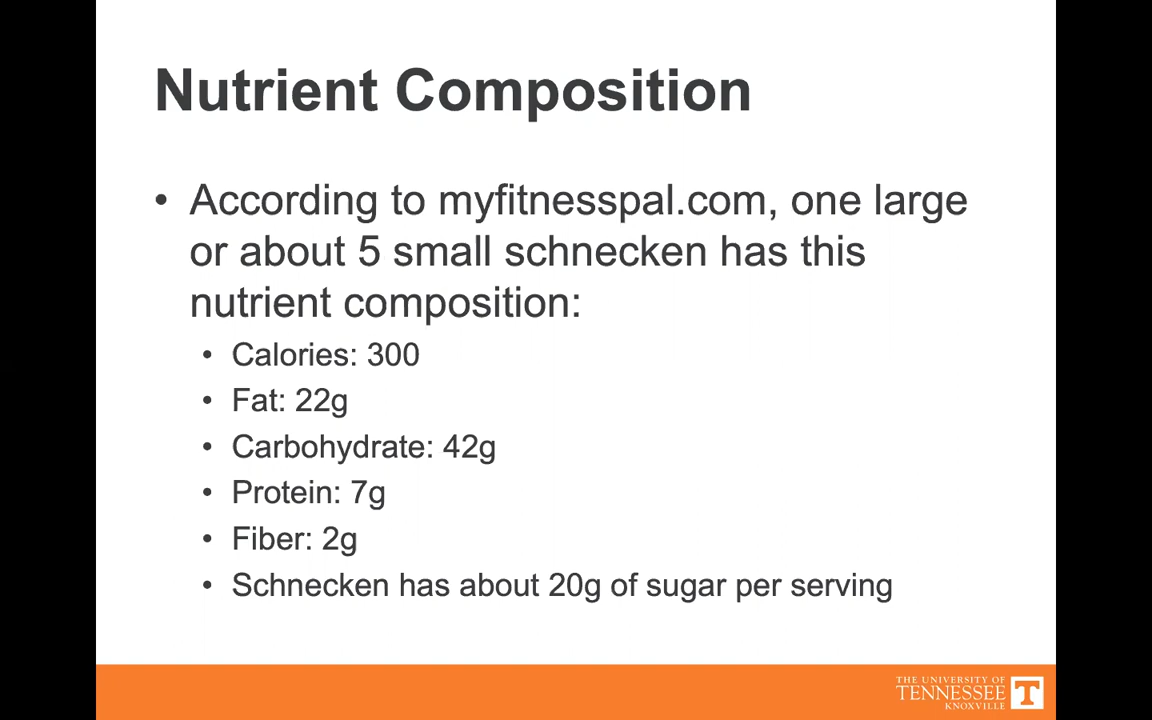 Nutrient Composition
• According to myfitnesspal.com, one large
or about 5 small schnecken has this
nutrient composition:
• Calories: 300
• Fat: 22g
• Carbohydrate: 42g
• Protein: 7g
• Fiber: 2g
• Schnecken has about 20g of sugar per serving
THE UNIVERSITY OF
TENNESSEE
KNOXVILLE
T